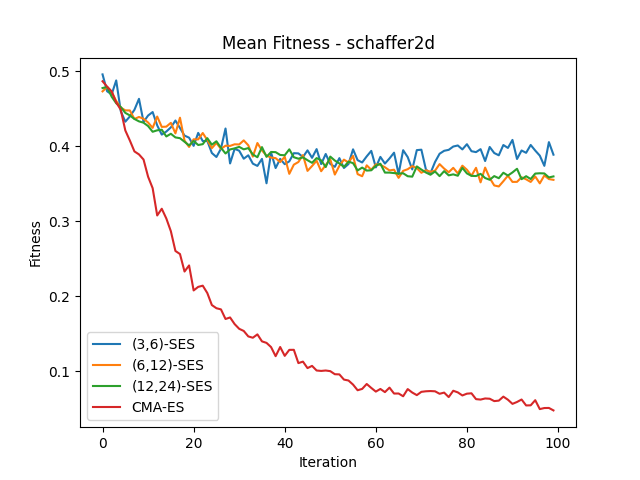 Mean Fitness - schaffer2d
0.5
0.4
0.3
0.2
0.1
Fitness
(3,6)-SES
(6,12)-SES
(12,24)-SES
CMA-ES
0 20 40 60 80 100
Iteration